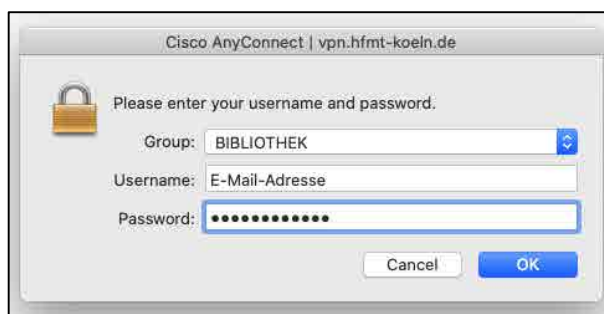 Cisco AnyConnect | vpn.hfmt-koeln.de
Please enter your username and password.
Group: BIBLIOTHEK
Username: E-Mail-Adresse
Password: ••••••••••••
Cancel OK